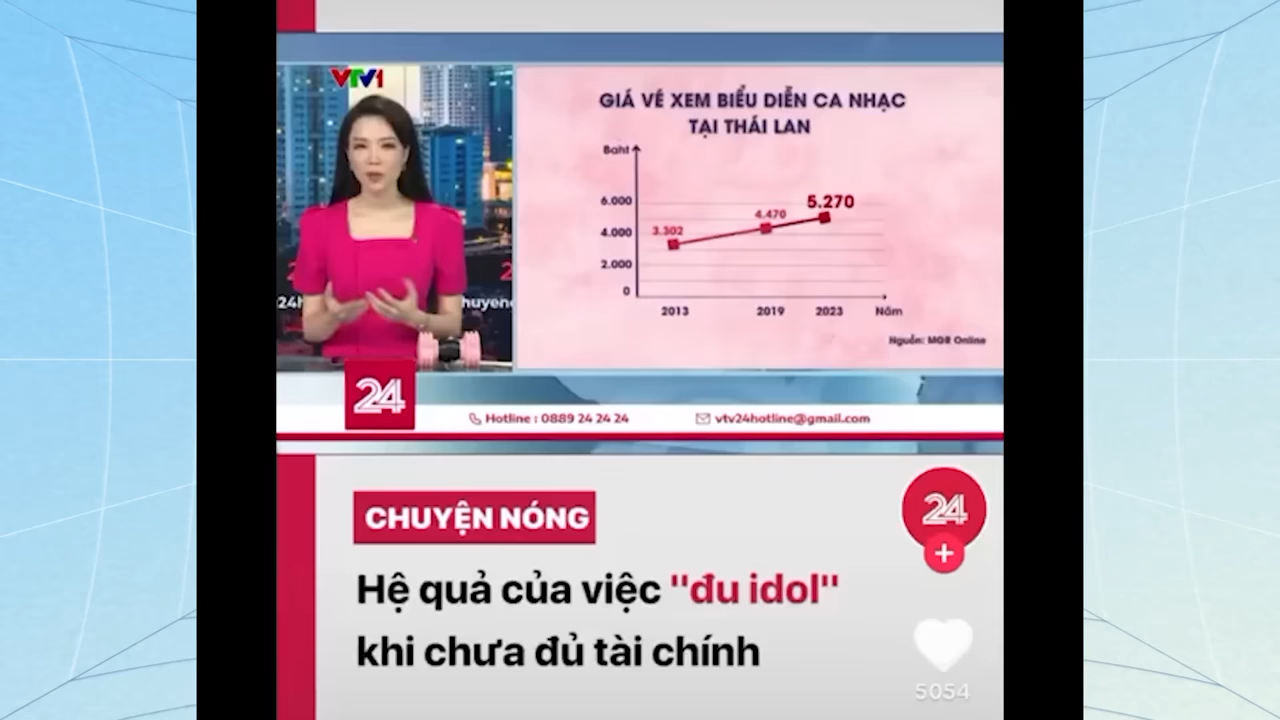 VTV1
GIÁ VÉ XEM BIỂU DIỄN CA NHẠC
TẠI THÁI LAN
Baht
6.000
4.000
2.000
0
3.302
4.470
5.270
2013
2019
2023
Năm
Nguồn: MGR Online
24h
huyen
24
Hotline : 0889 24 24 24
vtv24hotline@gmail.com
CHUYỆN NÓNG
24
+
Hệ quả của việc "đu idol"
khi chưa đủ tài chính
5054